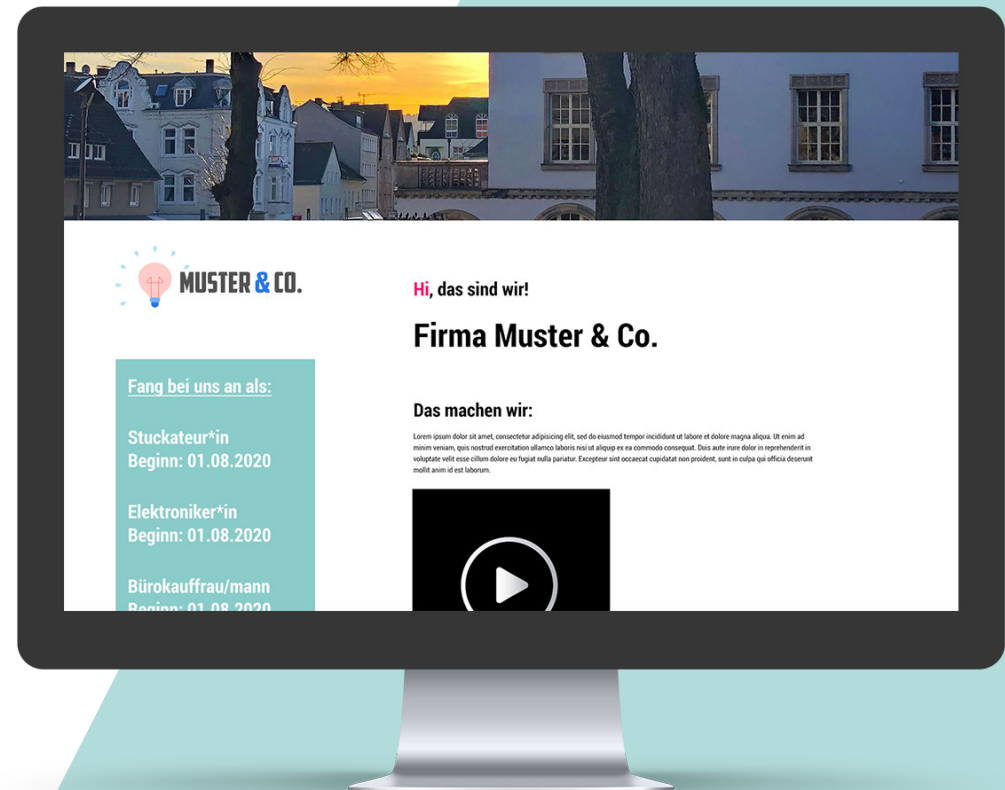 MUSTER & CO.
Fang bei uns an als:
Stuckateur*in
Beginn: 01.08.2020
Elektroniker*in
Beginn: 01.08.2020
Bürokauffrau/mann
Beginn: 01.08.2020
Hi, das sind wir!
Firma Muster & Co.
Das machen wir:
Lorem ipsum dolor sit amet, consectetur adipisicing elit, sed do eiusmod tempor incididunt ut labore et dolore magna aliqua. Ut enim ad
minim veniam, quis nostrud exercitation ullamco laboris nisi ut aliquip ex ea commodo consequat. Duis aute irure dolor in reprehenderit in
voluptate velit esse cillum dolore eu fugiat nulla pariatur. Excepteur sint occaecat cupidatat non proident, sunt in culpa qui officia deserunt
mollit anim id est laborum.